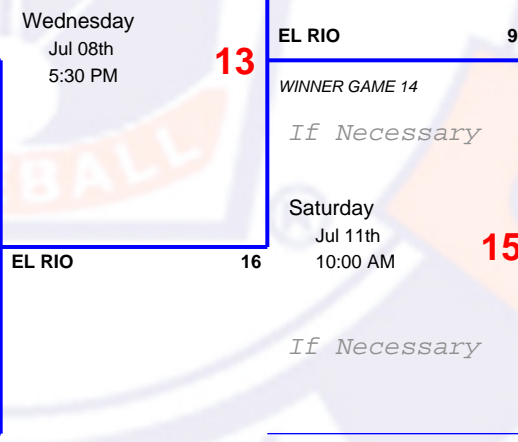 Wednesday
Jul 08th
5:30 PM
13
EL RIO 9
WINNER GAME 14
If Necessary
Saturday
Jul 11th
10:00 AM
15
EL RIO 16
If Necessary
BALL
®